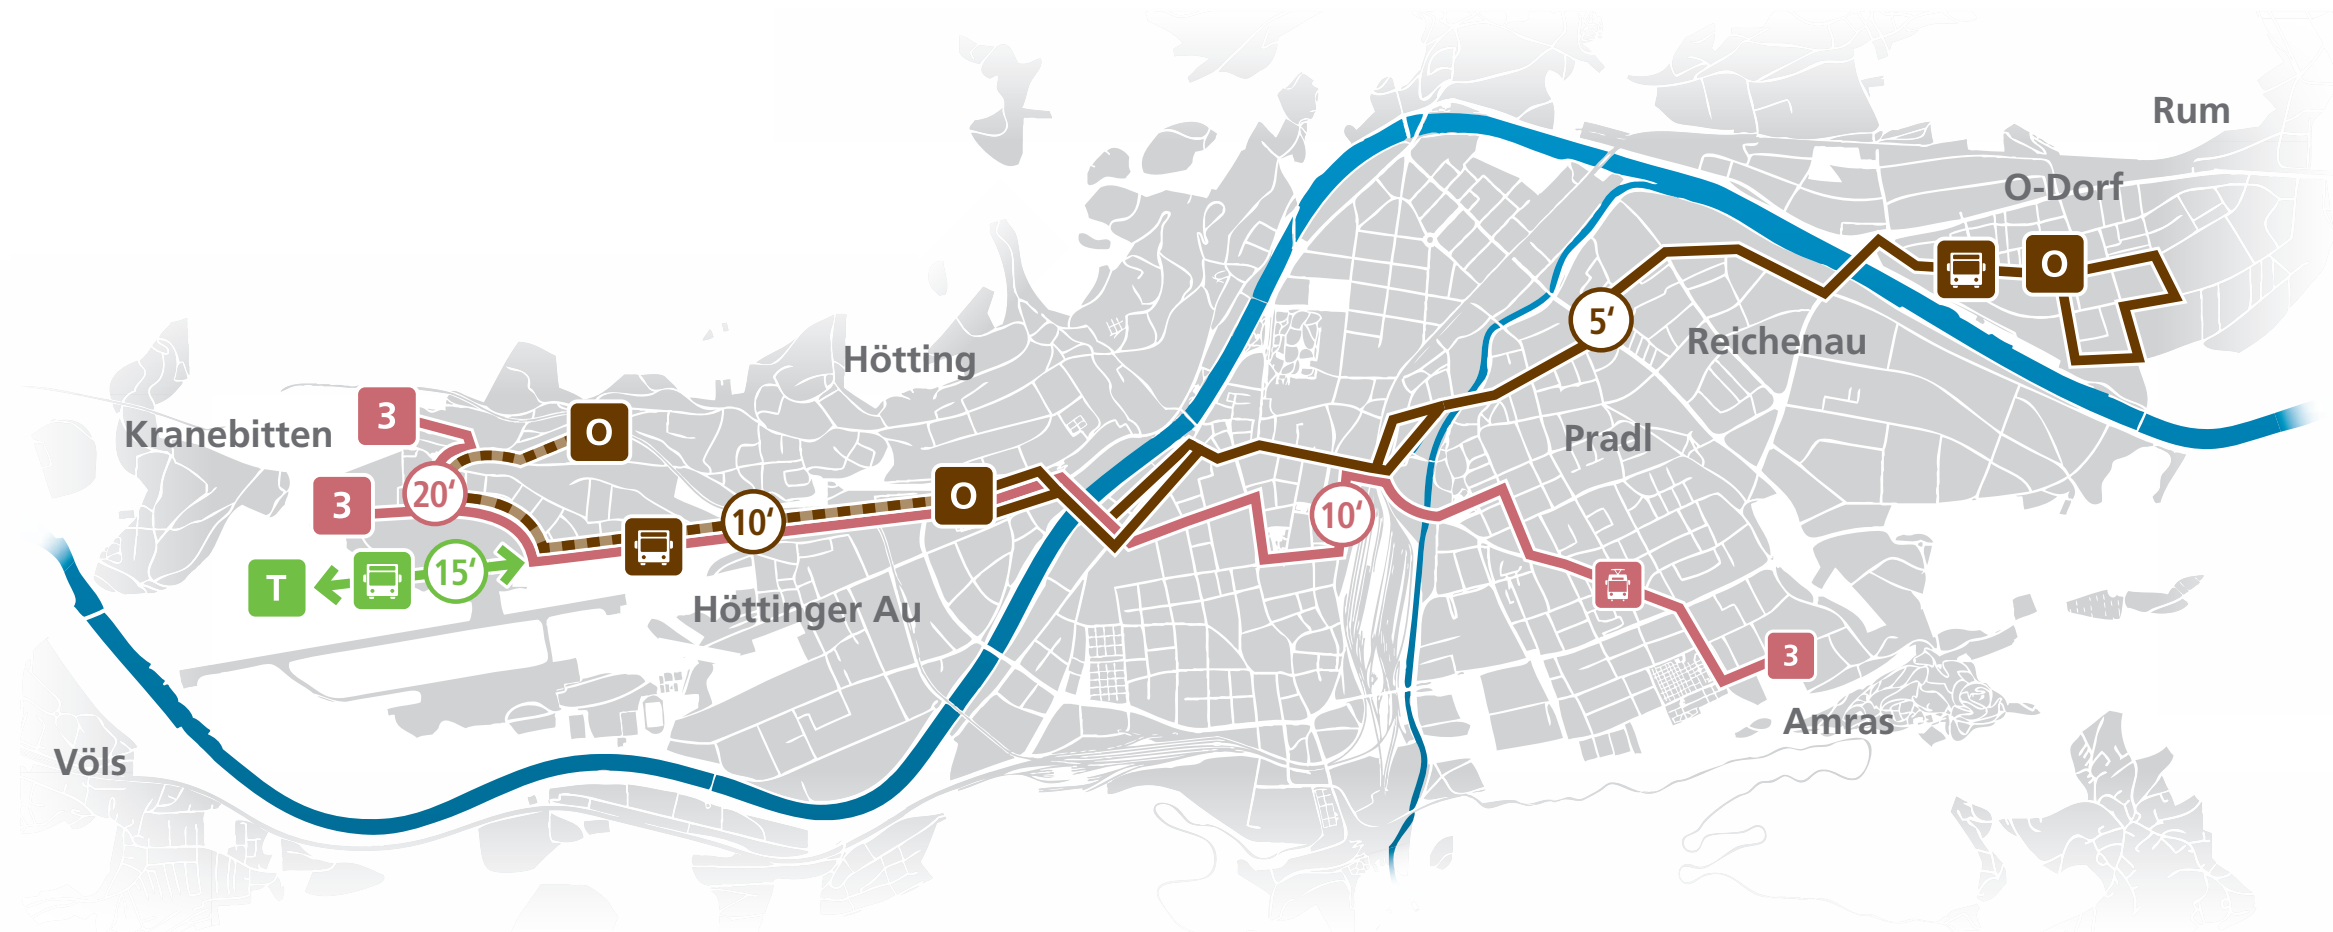 Rum
O-Dorf
O
5‘
Reichenau
Hötting
3
Kranebitten
O
Pradl
20‘
3
O
10‘
10‘
T
15‘
Höttinger Au
3
Amras
Völs